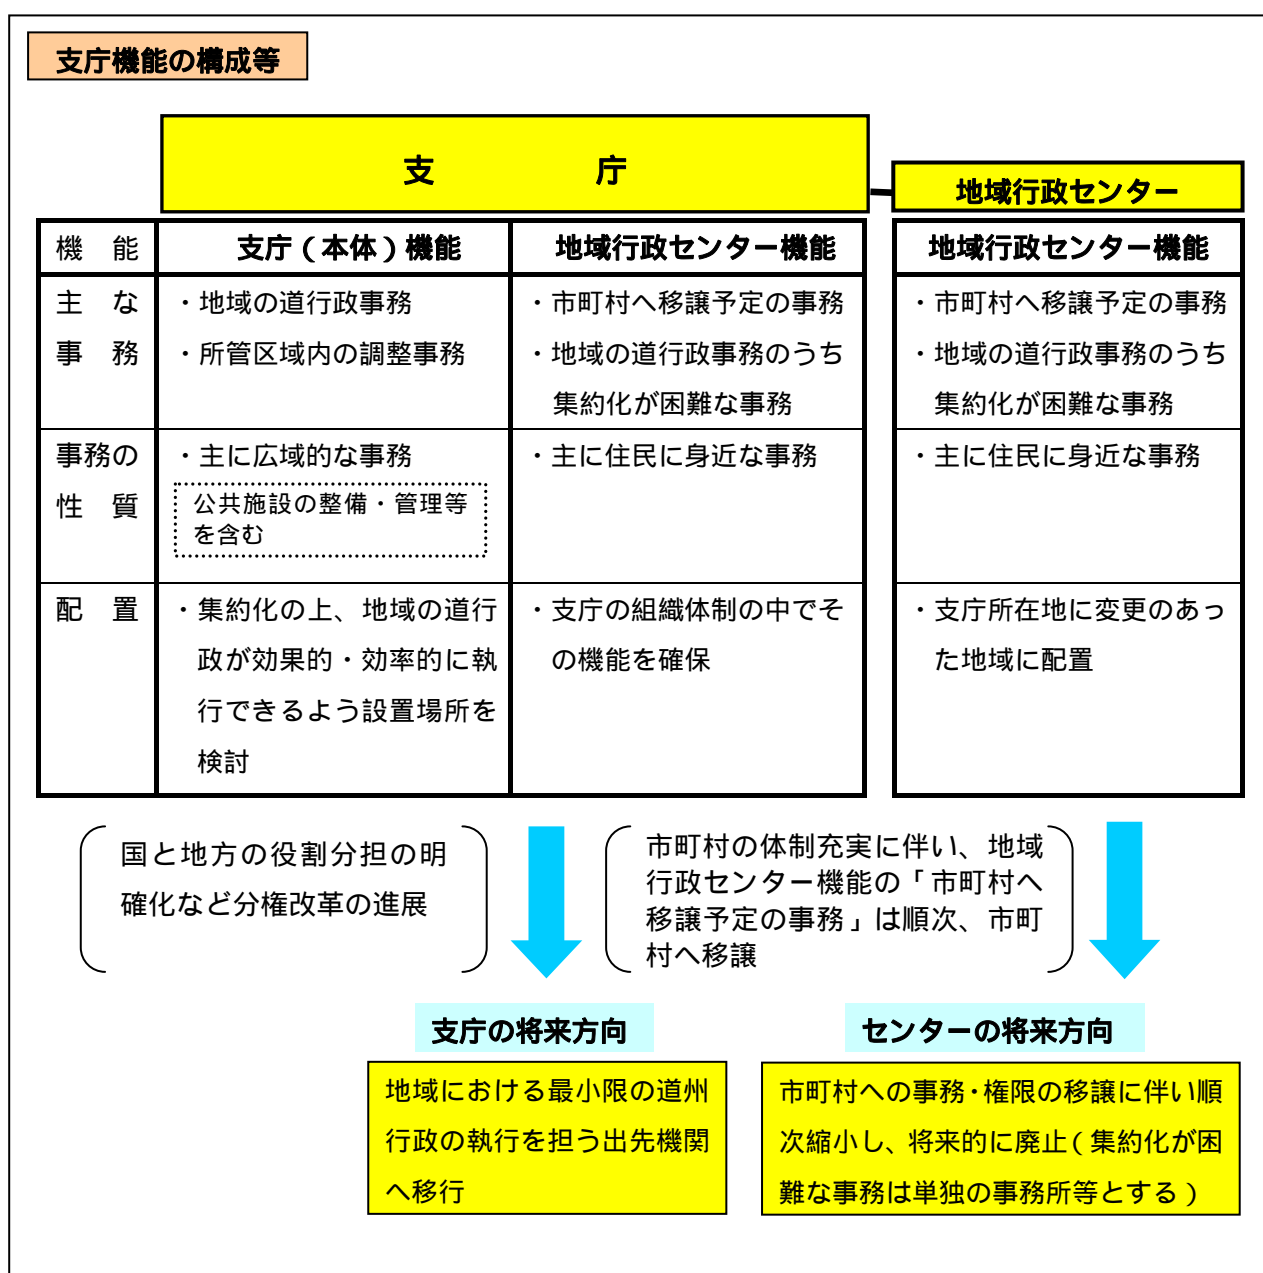 支庁機能の構成等
支　　庁
地域行政センター
機　能
支庁（本体）機能
地域行政センター機能
地域行政センター機能
主　な
事　務
・地域の道行政事務
・所管区域内の調整事務
・市町村へ移譲予定の事務
・地域の道行政事務のうち
集約化が困難な事務
・市町村へ移譲予定の事務
・地域の道行政事務のうち
集約化が困難な事務
事務の
性　質
・主に広域的な事務
公共施設の整備・管理等
を含む
・主に住民に身近な事務
・主に住民に身近な事務
配　置
・集約化の上、地域の道行
政が効果的・効率的に執
行できるよう設置場所を
検討
・支庁の組織体制の中でそ
の機能を確保
・支庁所在地に変更のあっ
た地域に配置
国と地方の役割分担の明
確化など分権改革の進展
市町村の体制充実に伴い、地域
行政センター機能の「市町村へ
移譲予定の事務」は順次、市町
村へ移譲
支庁の将来方向
地域における最小限の道州
行政の執行を担う出先機関
へ移行
センターの将来方向
市町村への事務・権限の移譲に伴い順
次縮小し、将来的に廃止（集約化が困
難な事務は単独の事務所等とする）